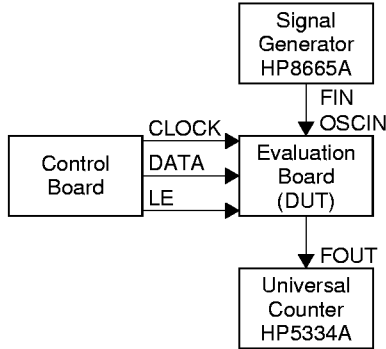 Signal
Generator
HP8665A
FIN
OSCIN
CLOCK
DATA
LE
Control
Board
Evaluation
Board
(DUT)
FOUT
Universal
Counter
HP5334A